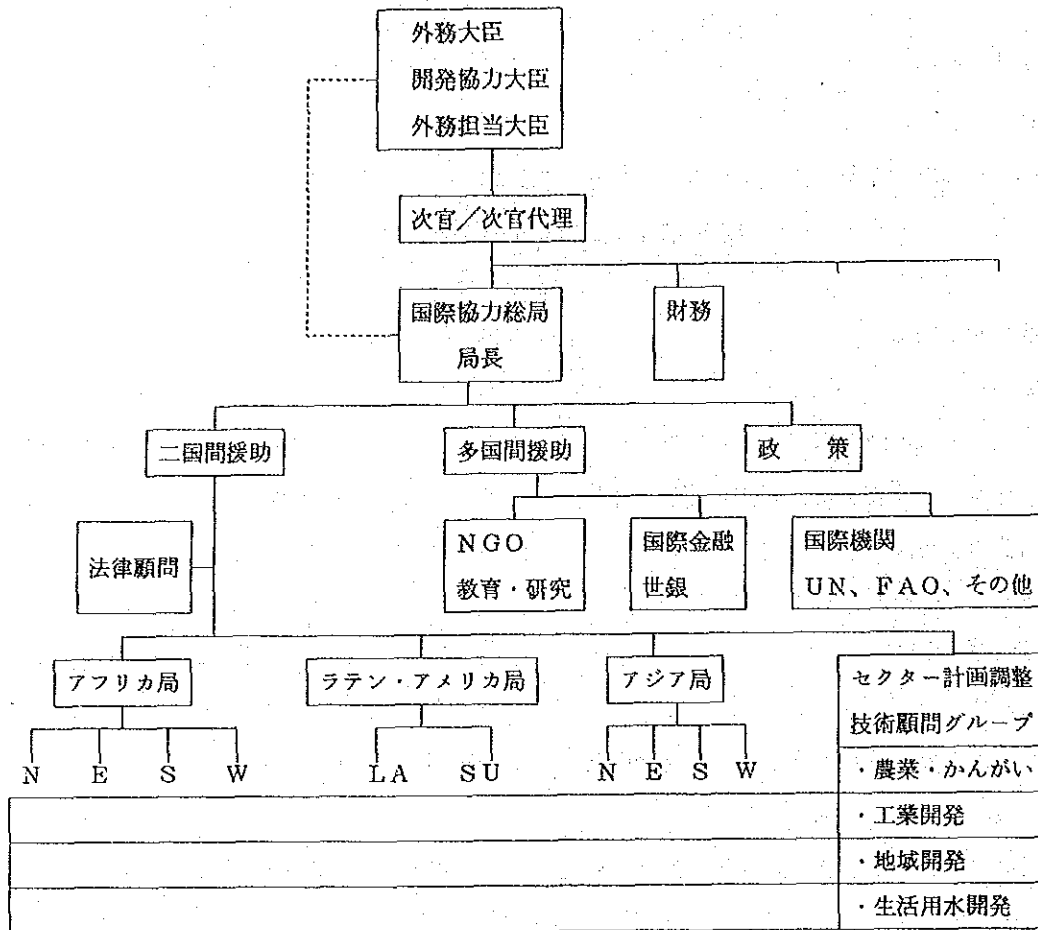 外務大臣
開発協力大臣
外務担当大臣
次官／次官代理
国際協力総局
局長
財務
二国間援助
多国間援助
政　策
法律顧問
NGO
教育・研究
国際金融
世銀
国際機関
UN、FAO、その他
アフリカ局
ラテン・アメリカ局
アジア局
セクター計画調整
技術顧問グループ
N E S W
LA SU
N E S W
・農業・かんがい
・工業開発
・地域開発
・生活用水開発